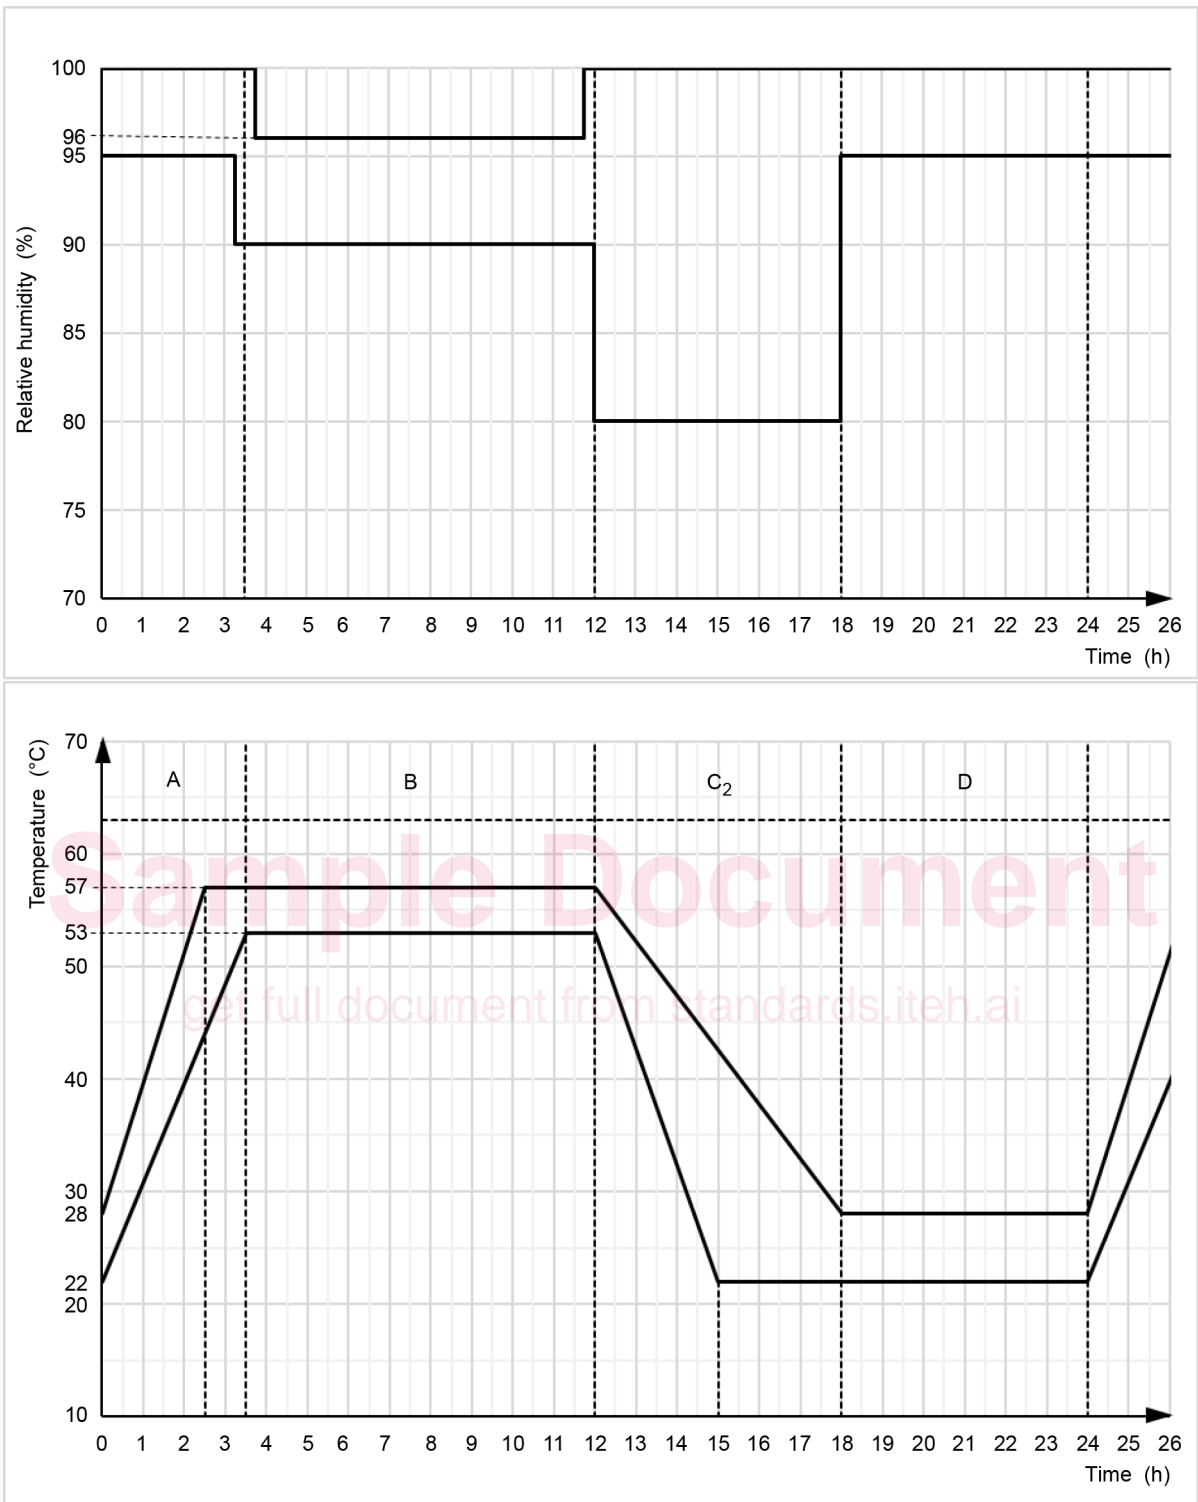 100
96
95
90
85
80
75
70
Relative humidity (%)
0 1 2 3 4 5 6 7 8 9 10 11 12 13 14 15 16 17 18 19 20 21 22 23 24 25 26
Time (h)
Temperature (°C)
70
A B C₂ D
Sample Document
60
57
53
50
get full document from standards.iteh.ai
40
30
28
22
20
10
0 1 2 3 4 5 6 7 8 9 10 11 12 13 14 15 16 17 18 19 20 21 22 23 24 25 26
Time (h)